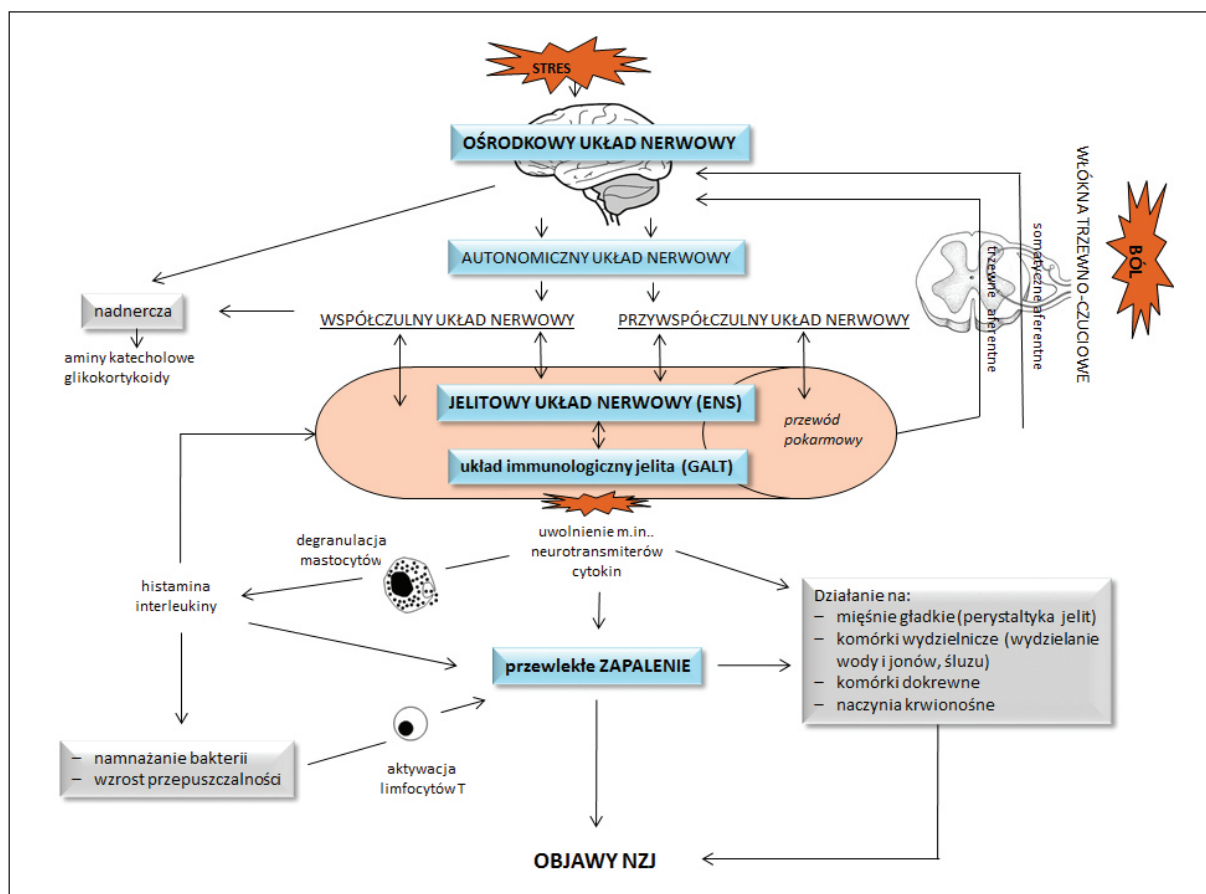 STRES
OŚRODKOWY UKŁAD NERWOWY
AUTONOMICZNY UKŁAD NERWOWY
nadnercza
aminy katecholowe
glikokortykoidy
WSPÓŁCZULNY UKŁAD NERWOWY
PRZYWSPÓŁCZULNY UKŁAD NERWOWY
trzewne aferentne
somatyczne aferentne
WŁÓKNA TRZEWNO-CZUCIOWE
BÓL
JELITOWY UKŁAD NERWOWY (ENS)
przewód
pokarmowy
układ immunologiczny jelita (GALT)
uwolnienie m.in..
neurotransmiterów
cytokin
degranulacja
mastocytów
histamina
interleukiny
Działanie na:
– mięśnie gładkie (perystaltyka jelit)
– komórki wydzielnicze (wydzielanie
wody i jonów, śluzu)
– komórki dokrewne
– naczynia krwionośne
przewlekłe ZAPALENIE
– namnażanie bakterii
– wzrost przepuszczalności
aktywacja
limfocytów T
OBJAWY NZJ